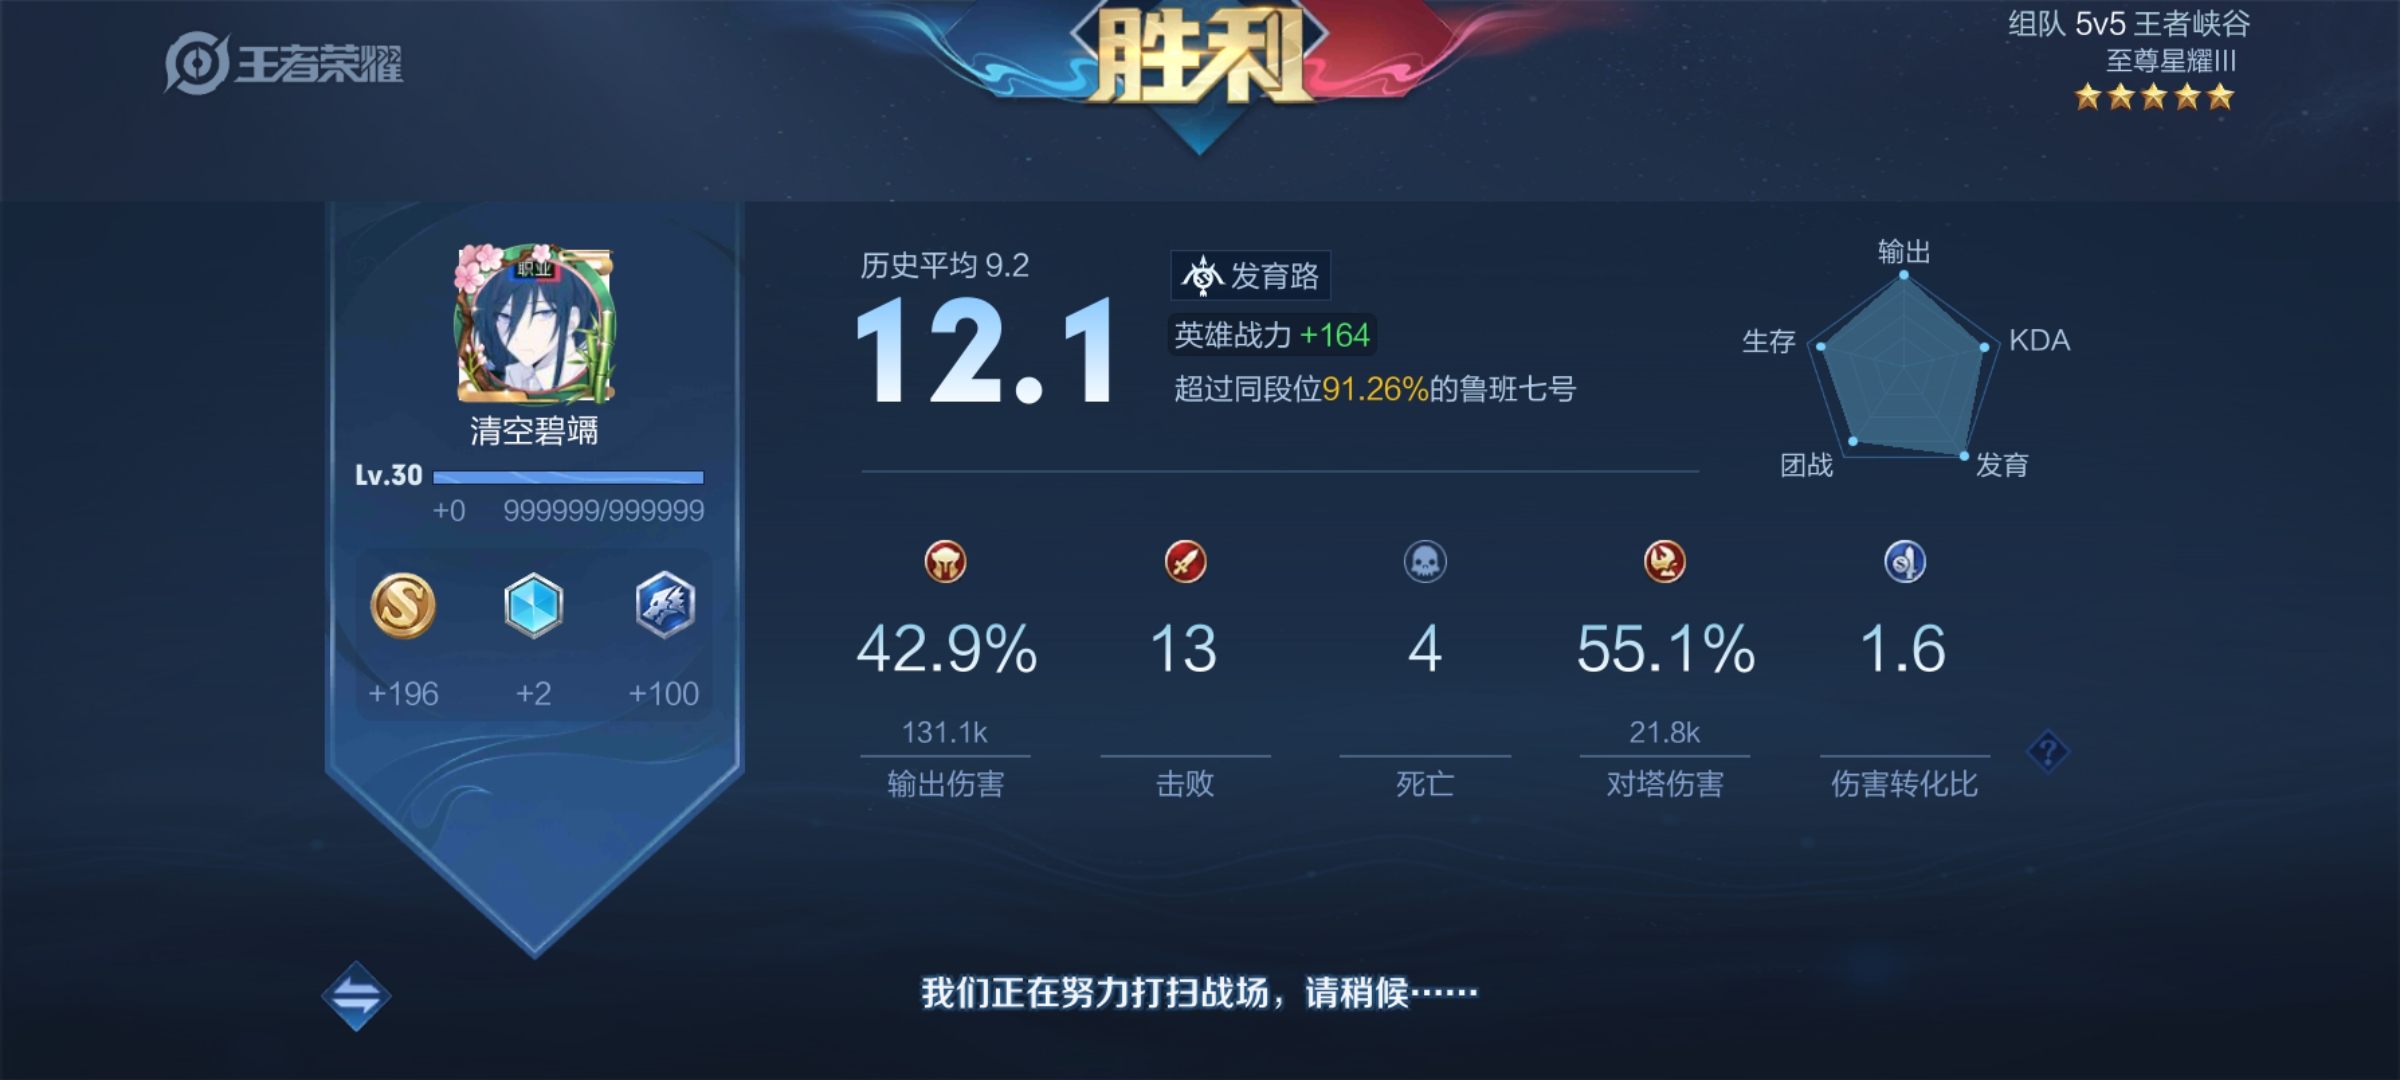 王者荣耀
胜利
组队 5v5 王者峡谷
至尊星耀III
职业
清空碧潚
Lv.30
+0 999999/999999
+196 +2 +100
历史平均 9.2
12.1
发育路
英雄战力 +164
超过同段位91.26%的鲁班七号
输出
生存
KDA
团战
发育
42.9% 13 4 55.1% 1.6
131.1k 21.8k
输出伤害 击败 死亡 对塔伤害 伤害转化比
?
我们正在努力打扫战场，请稍候……